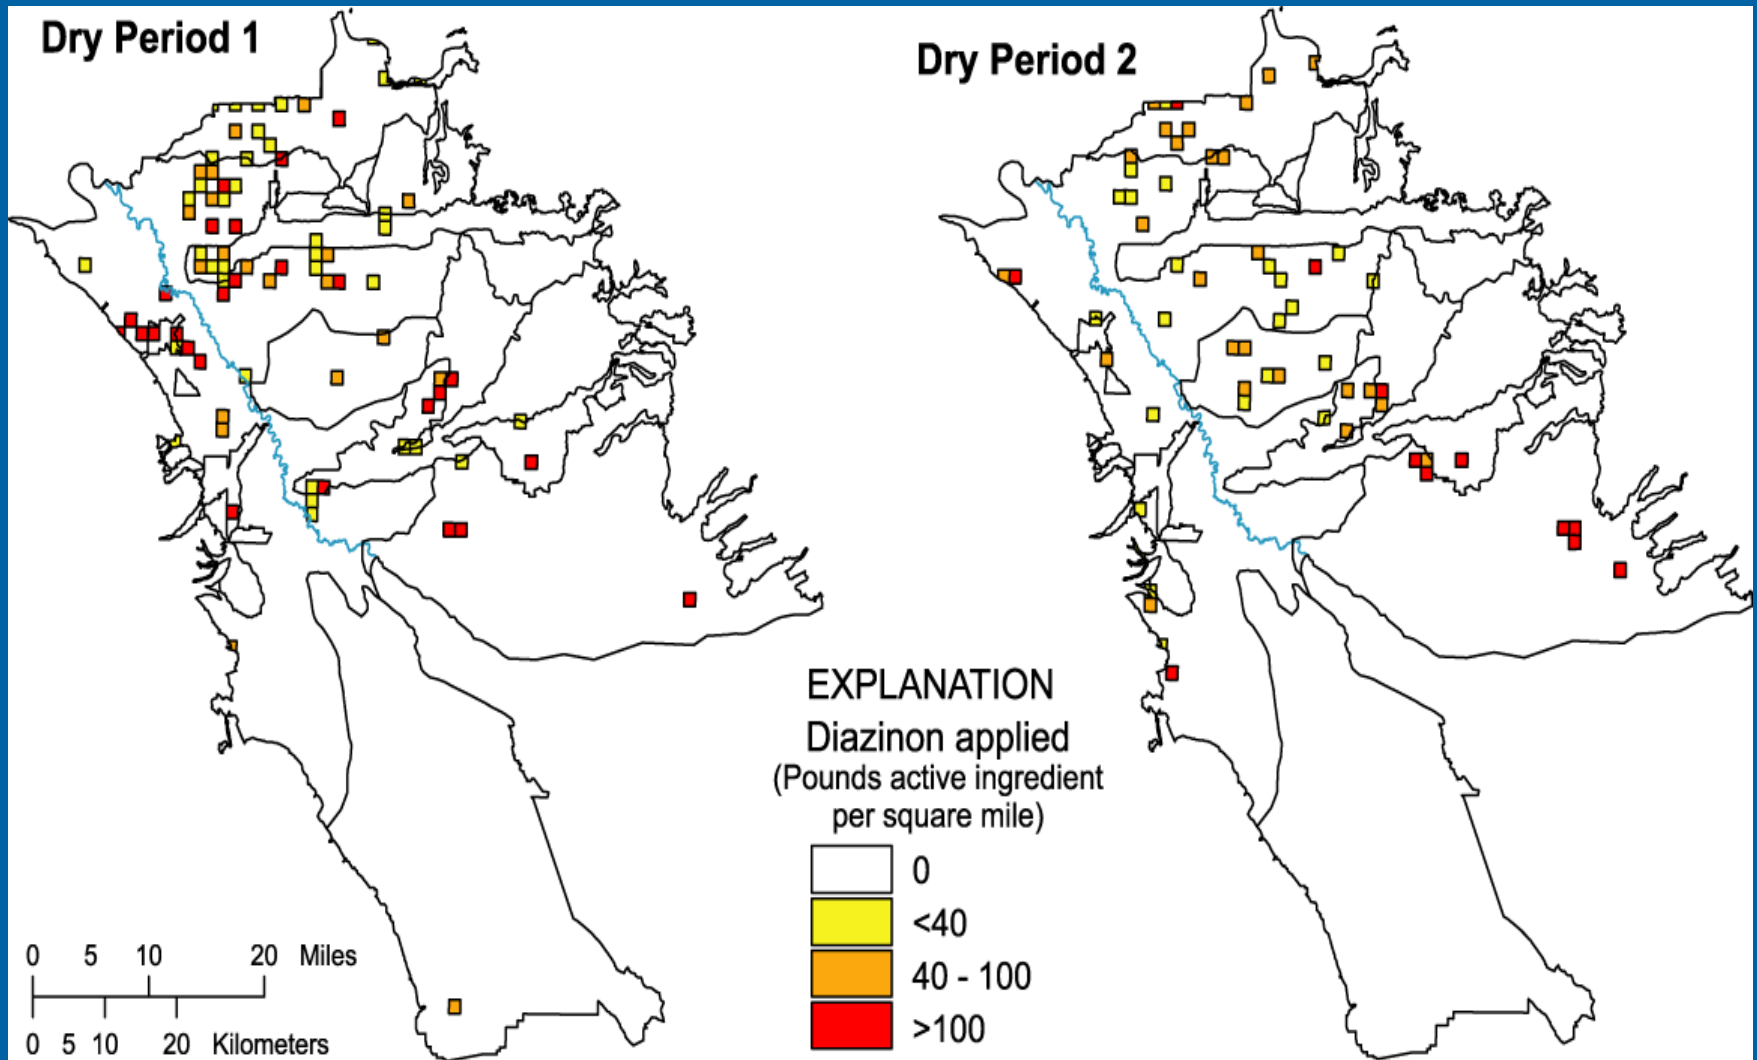 Dry Period 1
Dry Period 2
EXPLANATION
Diazinon applied
(Pounds active ingredient
per square mile)
0
<40
40 - 100
>100
0 5 10 20 Miles
0 5 10 20 Kilometers